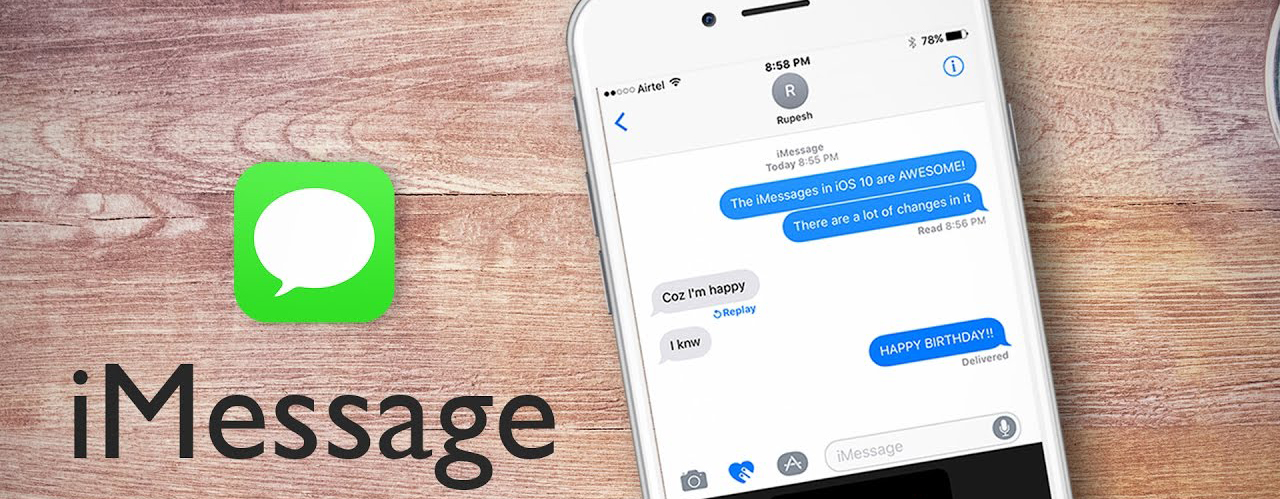 iMessage
Airtel
8:58 PM
78%
R
Rupesh
iMessage
Today 8:55 PM
The iMessages in iOS 10 are AWESOME!
There are a lot of changes in it
Read 8:56 PM
Coz I'm happy
Replay
I knw
HAPPY BIRTHDAY!!
Delivered
iMessage